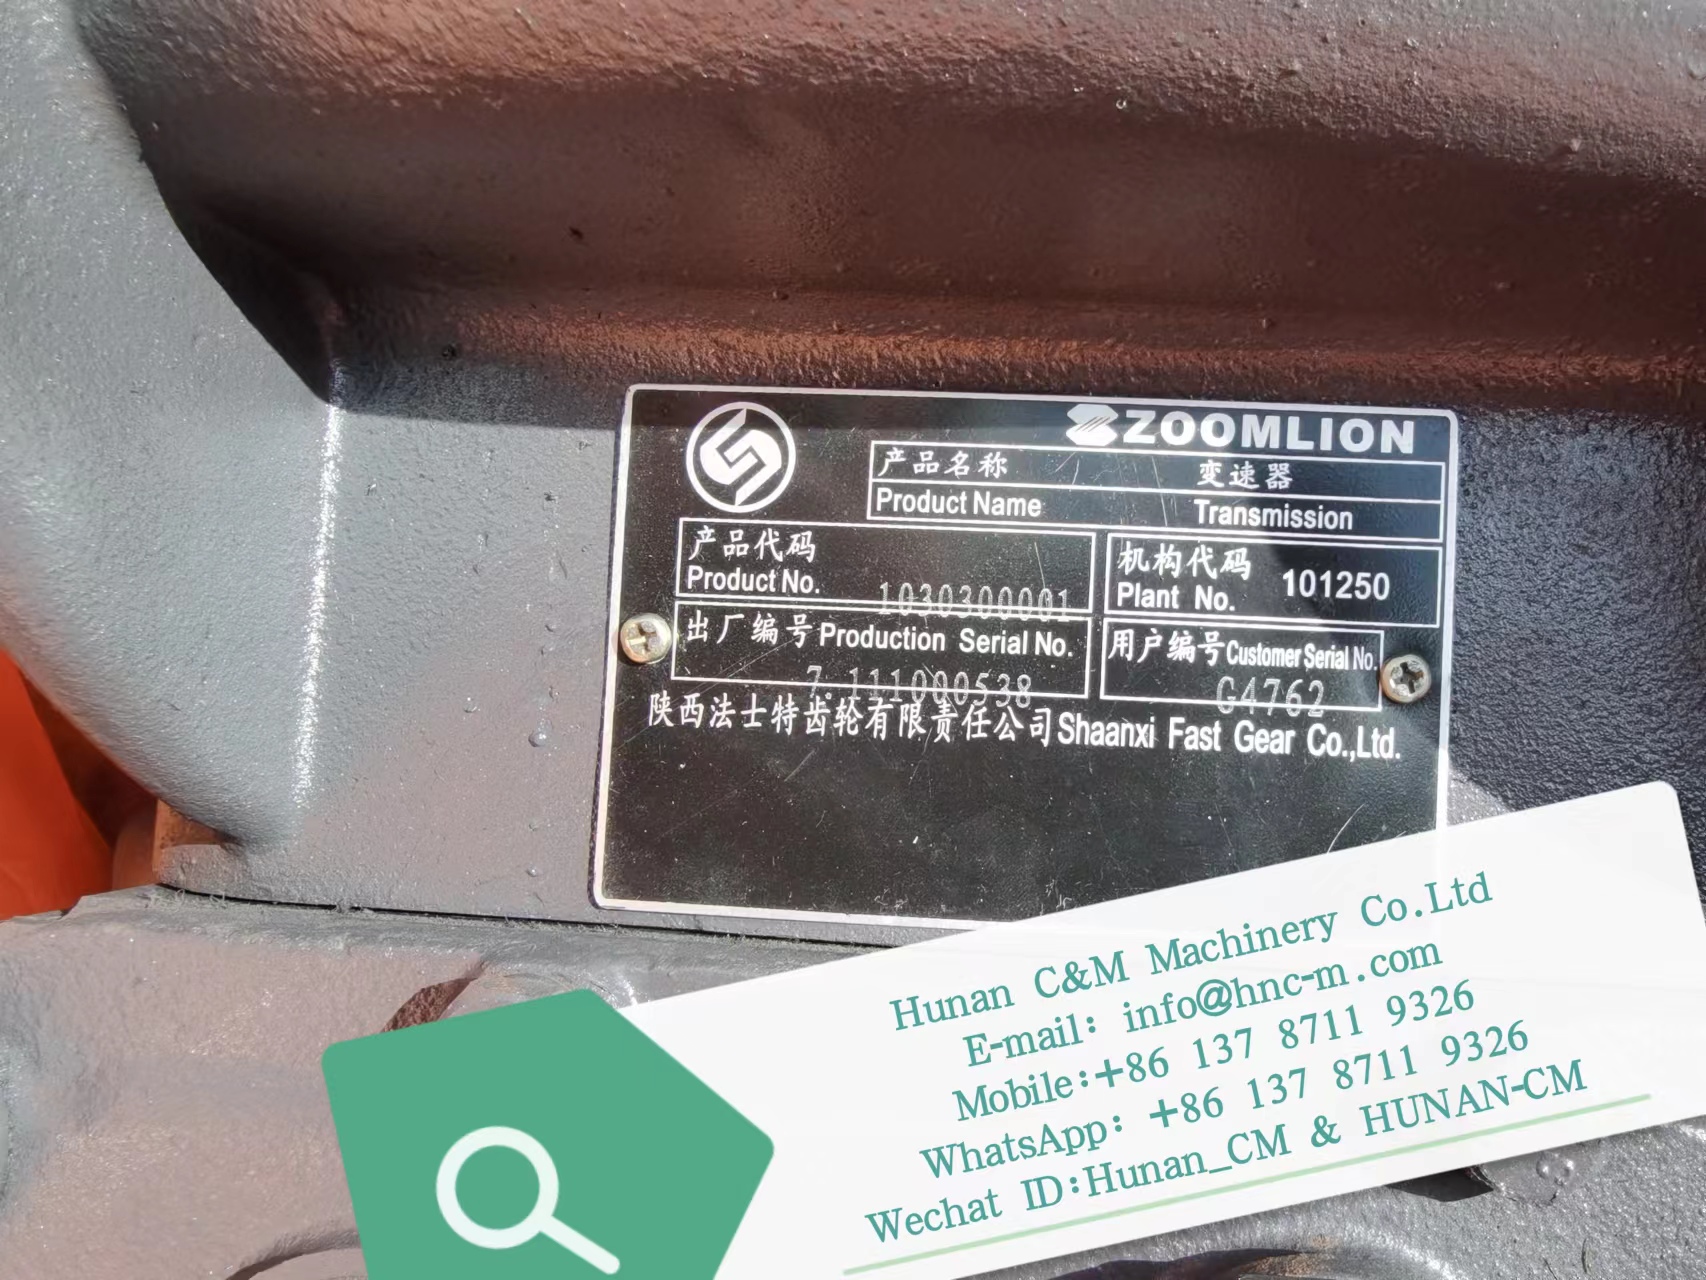 ZOOMLION
产品名称 变速器
Product Name Transmission
产品代码
Product No. 1030300001
机构代码
Plant No. 101250
出厂编号 Production Serial No.
7.111000538
用户编号 Customer Serial No.
G4762
陕西法士特齿轮有限责任公司 Shaanxi Fast Gear Co.,Ltd.
Hunan C&M Machinery Co.Ltd
E-mail: info@hnc-m.com
Mobile:+86 137 8711 9326
WhatsApp: +86 137 8711 9326
Wechat ID:Hunan_CM & HUNAN-CM